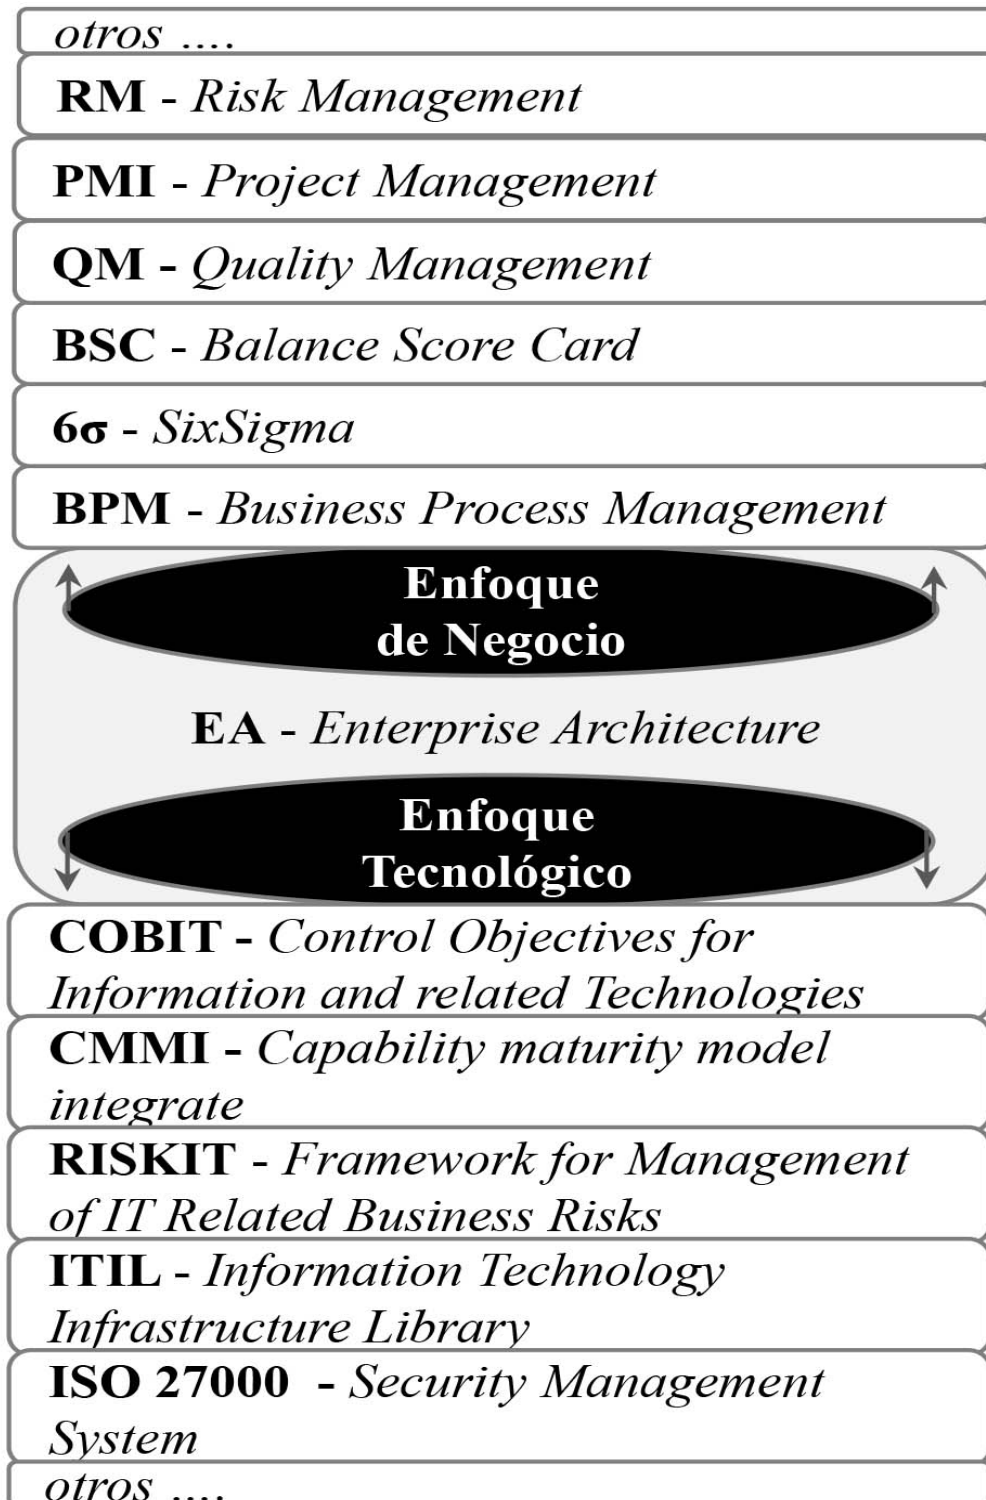 otros ....
RM - Risk Management
PMI - Project Management
QM - Quality Management
BSC - Balance Score Card
6σ - SixSigma
BPM - Business Process Management
Enfoque
de Negocio
EA - Enterprise Architecture
Enfoque
Tecnológico
COBIT - Control Objectives for
Information and related Technologies
CMMI - Capability maturity model
integrate
RISKIT - Framework for Management
of IT Related Business Risks
ITIL - Information Technology
Infrastructure Library
ISO 27000 - Security Management
System
otros ....